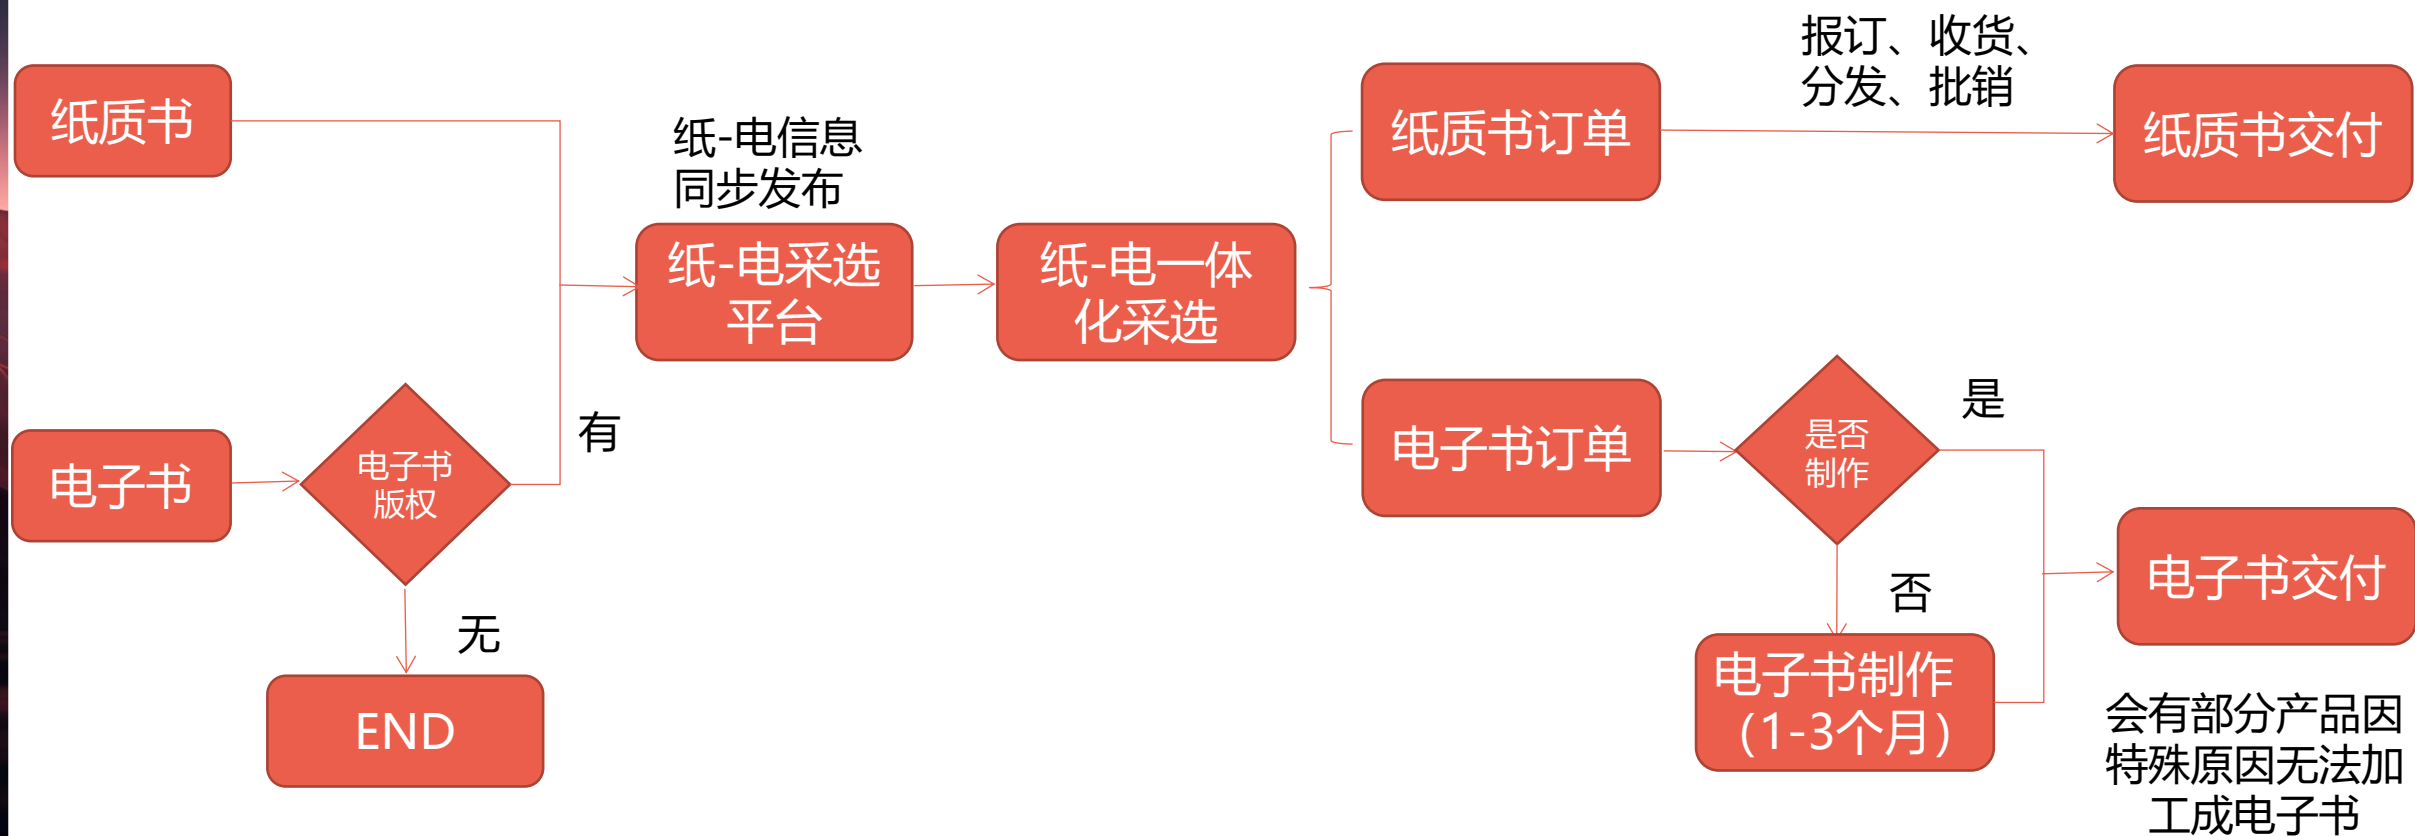 纸质书
电子书
电子书
版权
有
无
END
纸-电信息
同步发布
纸-电采选
平台
纸-电一体
化采选
纸质书订单
报订、收货、
分发、批销
纸质书交付
电子书订单
是否
制作
是
否
电子书制作
（1-3个月）
电子书交付
会有部分产品因
特殊原因无法加
工成电子书